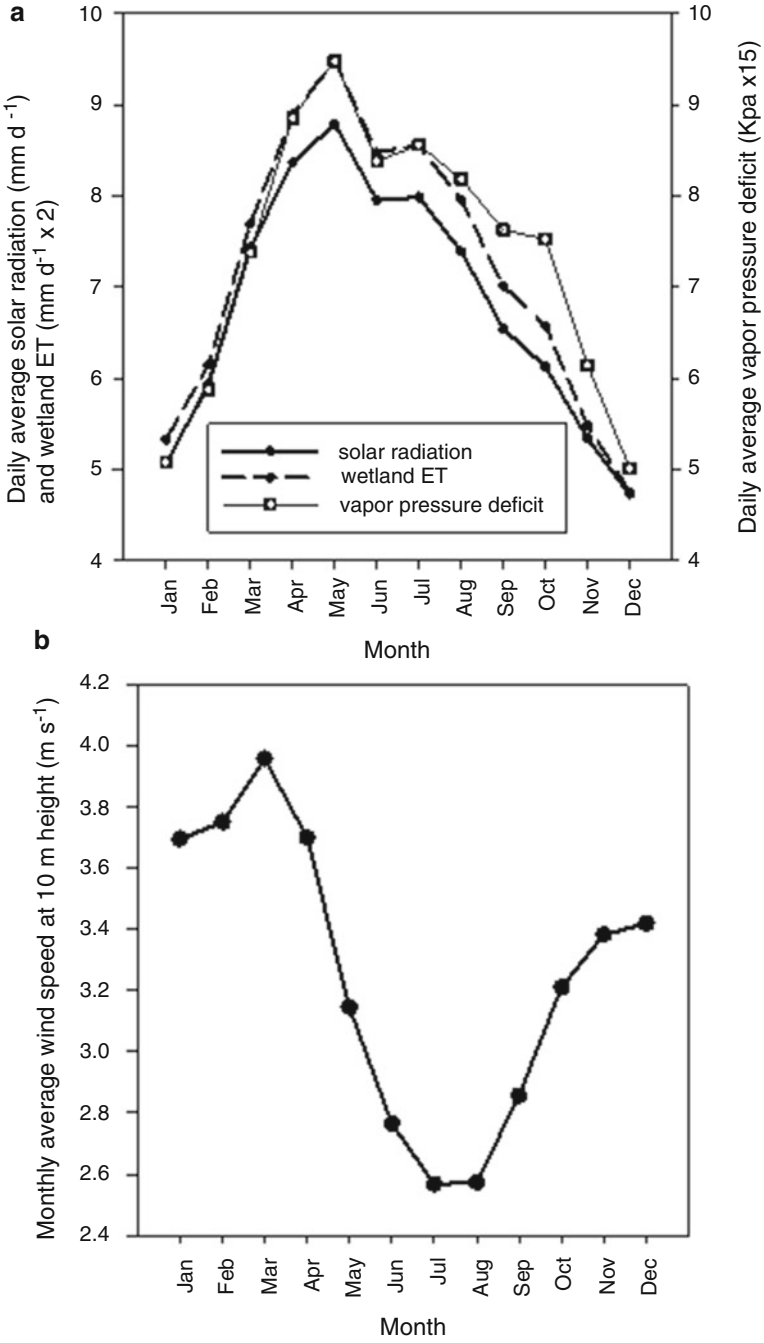 a
Daily average solar radiation (mm d -1)
and wetland ET (mm d-1 x 2)
10
9
8
7
6
5
4
solar radiation
wetland ET
vapor pressure deficit
10
9
8
7
6
5
4
Daily average vapor pressure deficit (Kpa x15)
Jan
Feb
Mar
Apr
May
Jun
Jul
Aug
Sep
Oct
Nov
Dec
Month
b
Monthly average wind speed at 10 m height (m s-1)
4.2
4.0
3.8
3.6
3.4
3.2
3.0
2.8
2.6
2.4
Jan
Feb
Mar
Apr
May
Jun
Jul
Aug
Sep
Oct
Nov
Dec
Month